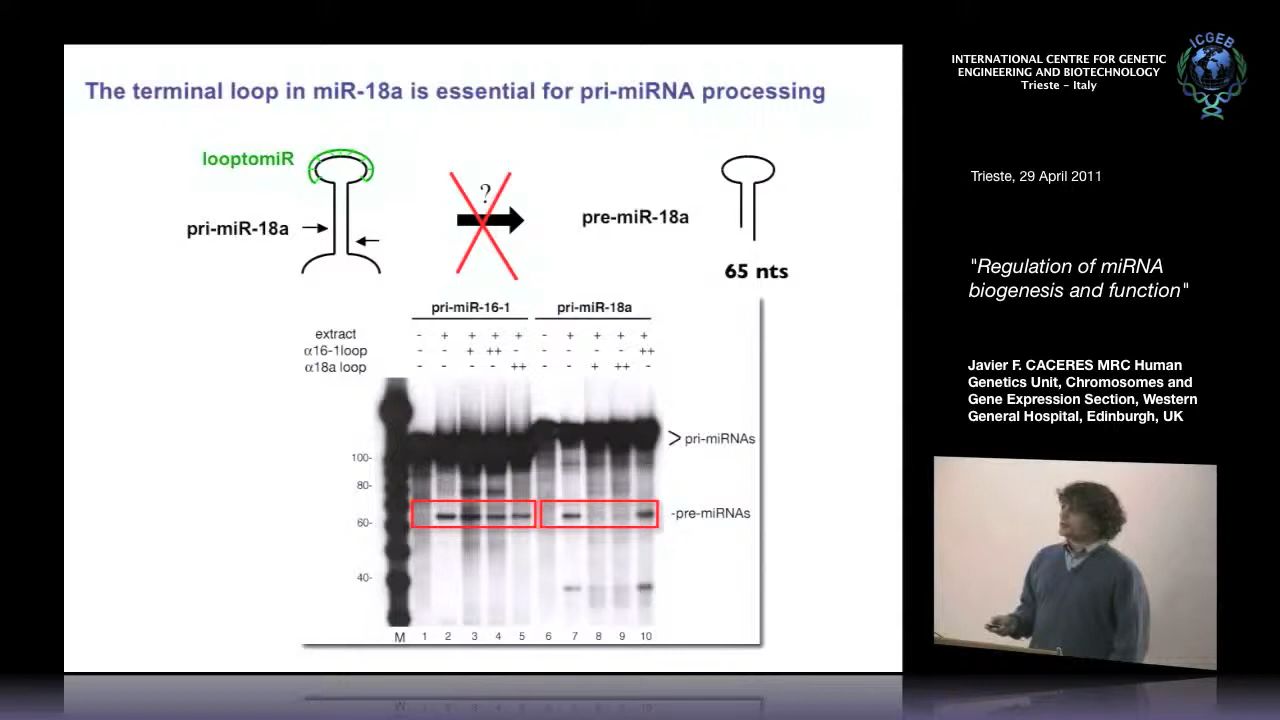 The terminal loop in miR-18a is essential for pri-miRNA processing
looptomiR
?
pri-miR-18a
pre-miR-18a
65 nts
pri-miR-16-1 pri-miR-18a
extract - + + + + - + + + +
α16-1loop - - + ++ - - - - - ++
α18a loop - - - - ++ - - + ++ -
> pri-miRNAs
100-
80-
-pre-miRNAs
60-
40-
M 1 2 3 4 5 6 7 8 9 10
ICGEB
INTERNATIONAL CENTRE FOR GENETIC
ENGINEERING AND BIOTECHNOLOGY
Trieste - Italy
Trieste, 29 April 2011
"Regulation of miRNA
biogenesis and function"
Javier F. CACERES MRC Human
Genetics Unit, Chromosomes and
Gene Expression Section, Western
General Hospital, Edinburgh, UK